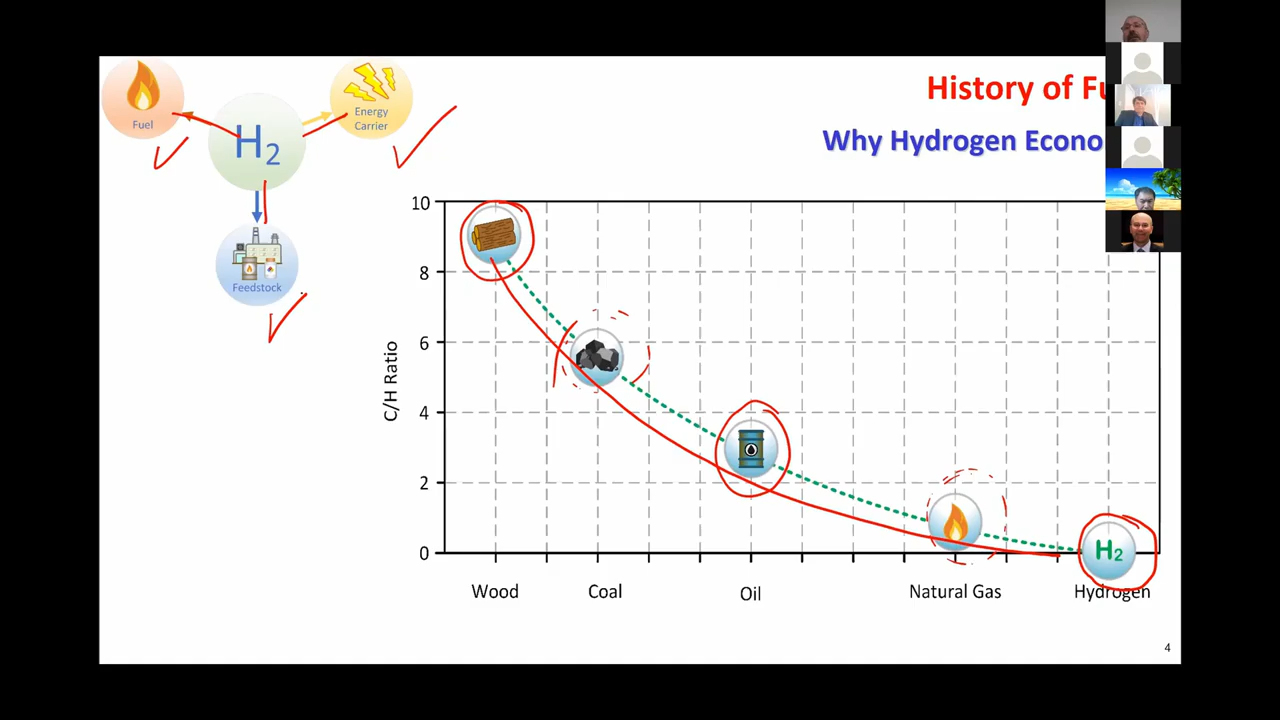 History of Fu
Why Hydrogen Econo
Fuel
H2
Energy
Carrier
Feedstock
C/H Ratio
10
8
6
4
2
0
H2
Wood
Coal
Oil
Natural Gas
Hydrogen
4